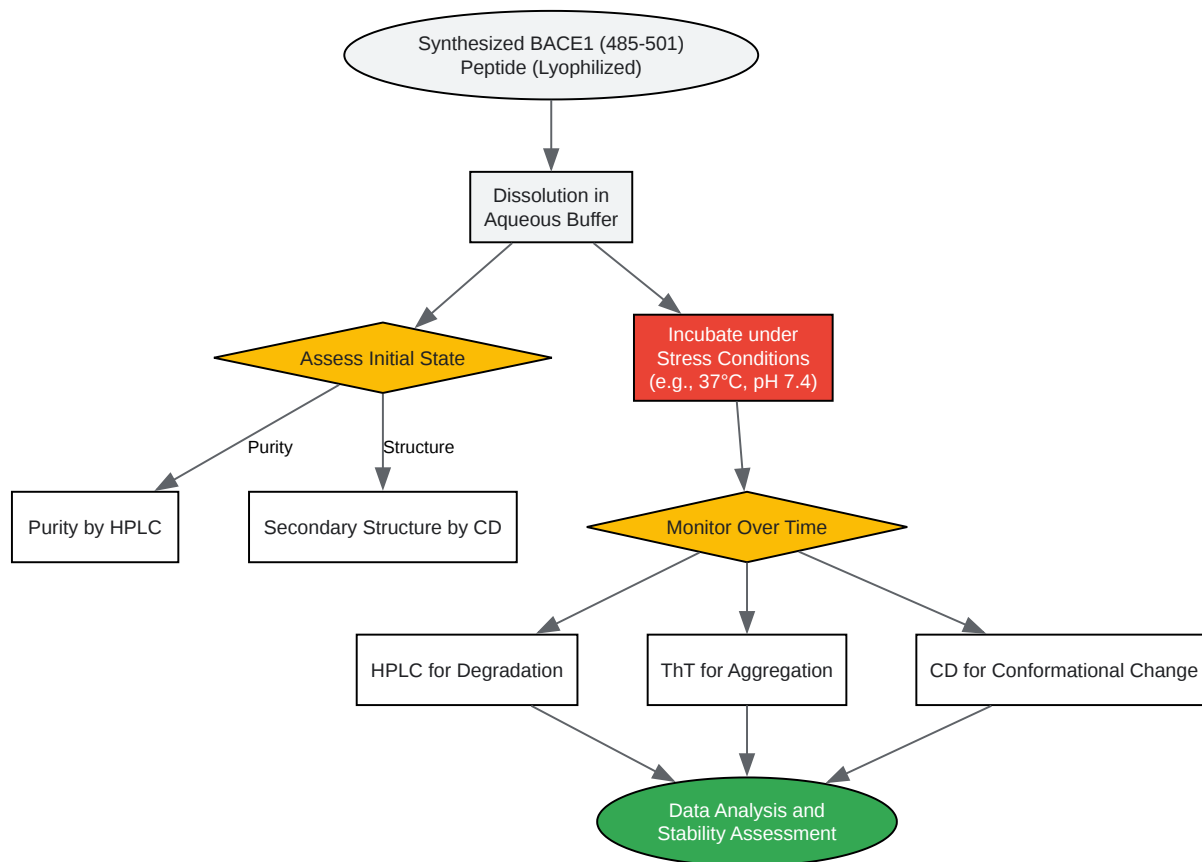 Synthesized BACE1 (485-501)
Peptide (Lyophilized)
Dissolution in
Aqueous Buffer
Assess Initial State
Incubate under
Stress Conditions
(e.g., 37°C, pH 7.4)
Purity
Structure
Purity by HPLC
Secondary Structure by CD
Monitor Over Time
HPLC for Degradation
ThT for Aggregation
CD for Conformational Change
Data Analysis and
Stability Assessment